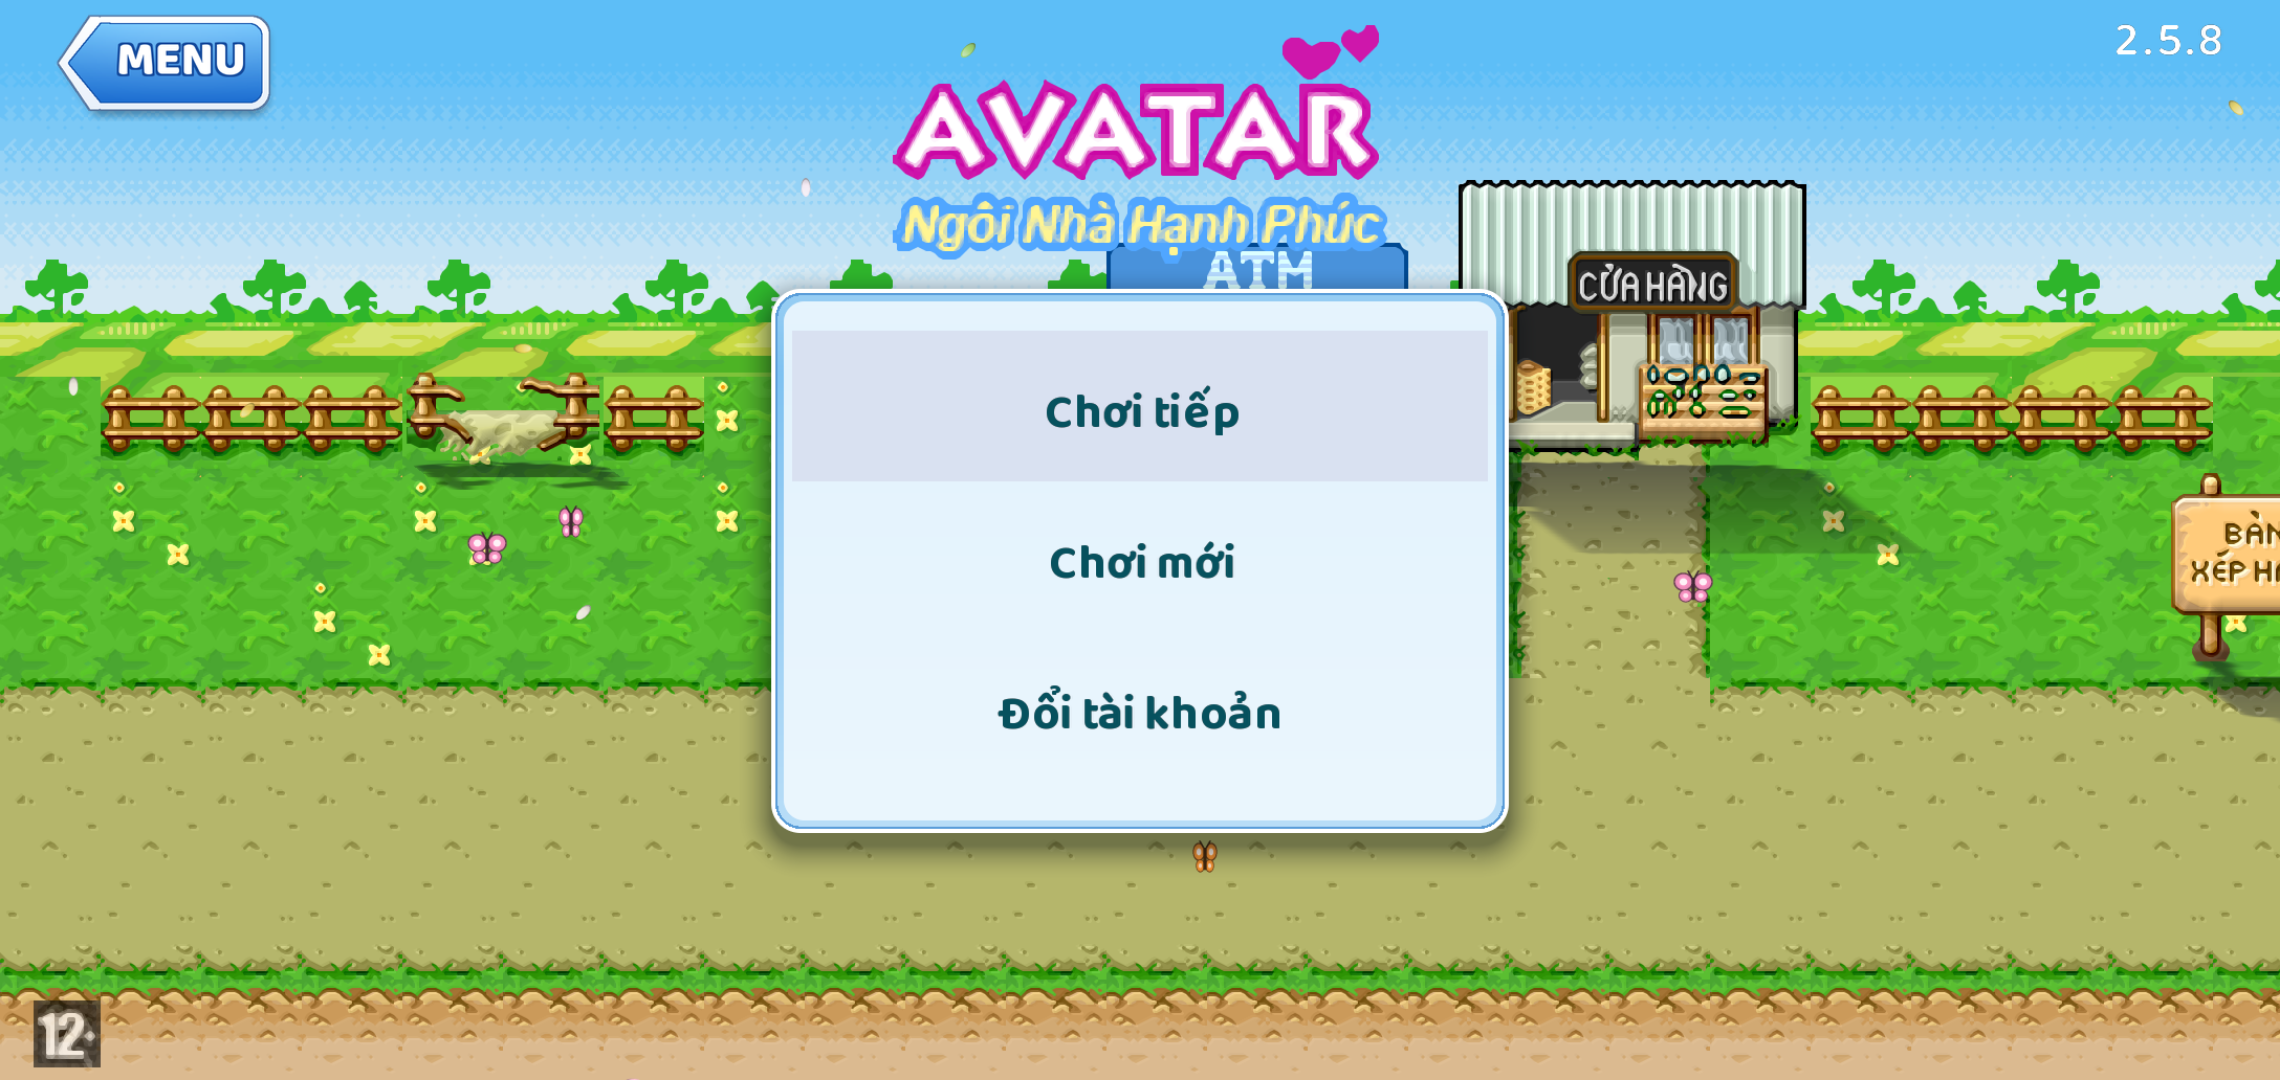 MENU
2.5.8
AVATAR
Ngôi Nhà Hạnh Phúc
ATM
CỬA HÀNG
Chơi tiếp
Chơi mới
Đổi tài khoản
XẾP
12+